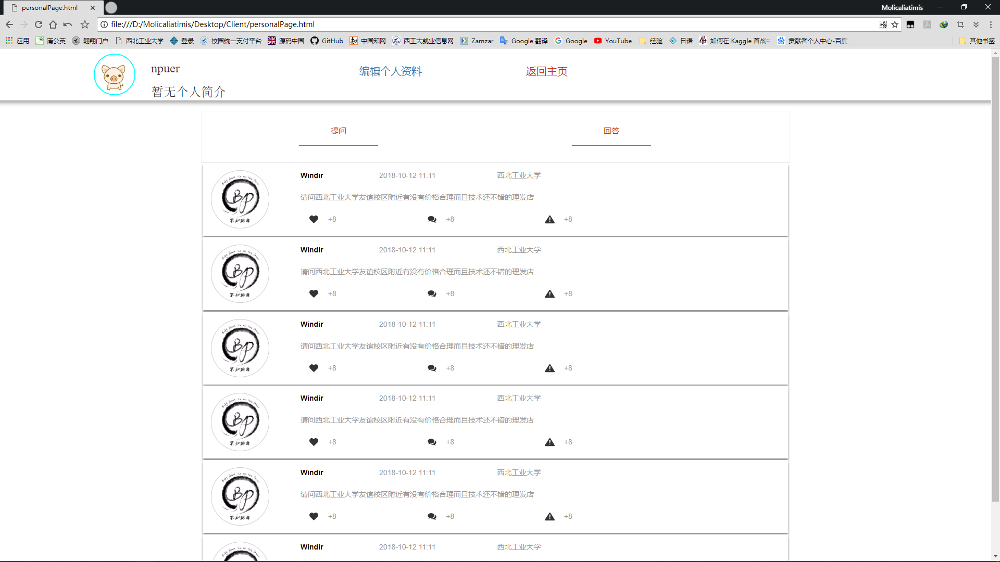 personalPage.html
Molicaliatimis
file:///D:/Molicaliatimis/Desktop/Client/personalPage.html
应用 蒲公英 朝翔门户 西北工业大学 登录 校园统一支付平台 源码中国 GitHub 中国知网 西工大就业信息网 Zamzar Google 翻译 Google YouTube 经验 日语 如何在 Kaggle 首战 贡献者个人中心-百度 其他书签
npuer 编辑个人资料 返回主页
暂无个人简介
提问 回答
Windir 2018-10-12 11:11 西北工业大学
请问西北工业大学友谊校区附近有没有价格合理而且技术还不错的理发店
+8 +8 +8
Windir 2018-10-12 11:11 西北工业大学
请问西北工业大学友谊校区附近有没有价格合理而且技术还不错的理发店
+8 +8 +8
Windir 2018-10-12 11:11 西北工业大学
请问西北工业大学友谊校区附近有没有价格合理而且技术还不错的理发店
+8 +8 +8
Windir 2018-10-12 11:11 西北工业大学
请问西北工业大学友谊校区附近有没有价格合理而且技术还不错的理发店
+8 +8 +8
Windir 2018-10-12 11:11 西北工业大学
请问西北工业大学友谊校区附近有没有价格合理而且技术还不错的理发店
+8 +8 +8
Windir 2018-10-12 11:11 西北工业大学